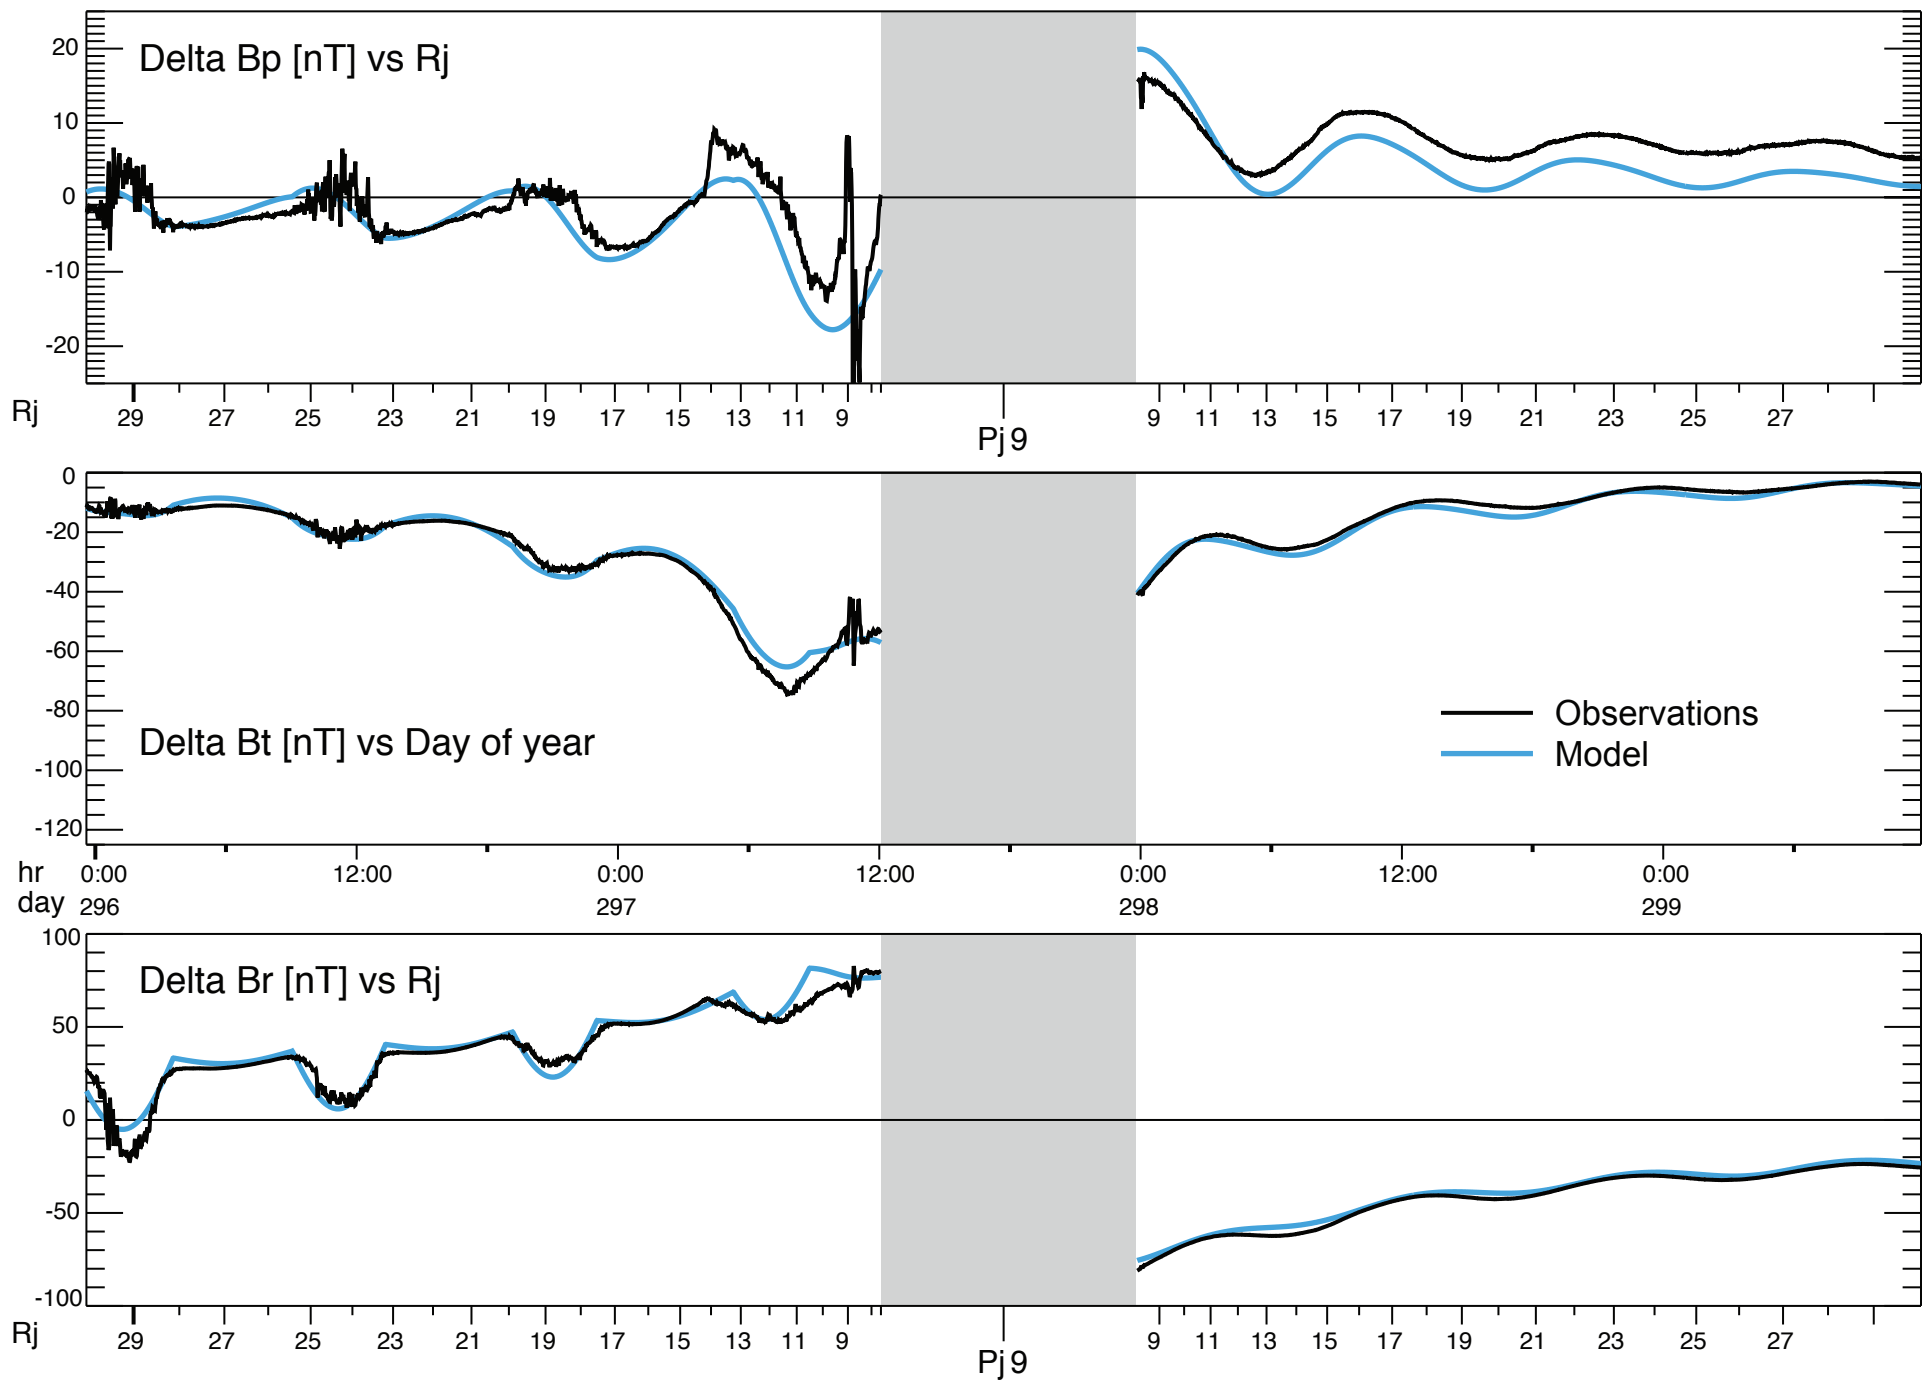 Delta Bp [nT] vs Rj
20
10
0
-10
-20
Rj 29 27 25 23 21 19 17 15 13 11 9 9 11 13 15 17 19 21 23 25 27
Pj 9
0
-20
-40
-60
-80
-100
-120
Delta Bt [nT] vs Day of year
Observations
Model
hr 0:00 12:00 0:00 12:00 0:00 12:00 0:00
day 296 297 298 299
100
50
0
-50
-100
Delta Br [nT] vs Rj
Rj 29 27 25 23 21 19 17 15 13 11 9 9 11 13 15 17 19 21 23 25 27
Pj 9